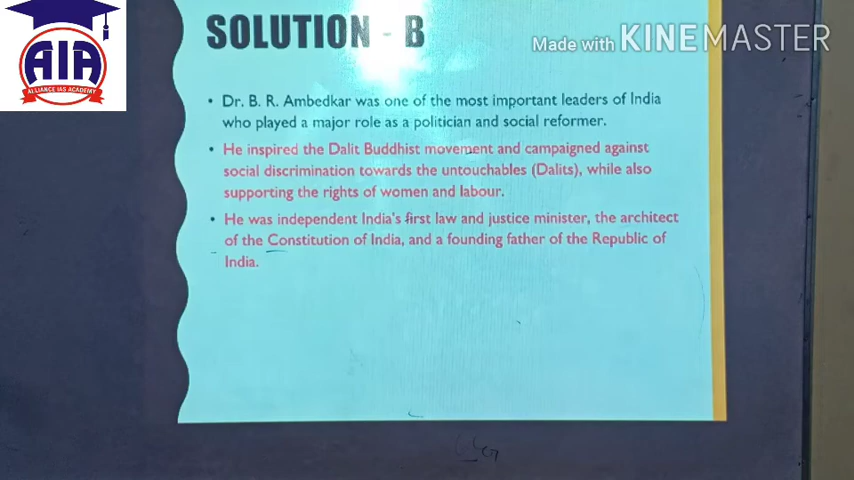 SOLUTION - B
Made with KINEMASTER
AIA
ALLIANCE IAS ACADEMY
• Dr. B. R. Ambedkar was one of the most important leaders of India
who played a major role as a politician and social reformer.
• He inspired the Dalit Buddhist movement and campaigned against
social discrimination towards the untouchables (Dalits), while also
supporting the rights of women and labour.
• He was independent India's first law and justice minister, the architect
of the Constitution of India, and a founding father of the Republic of
India.